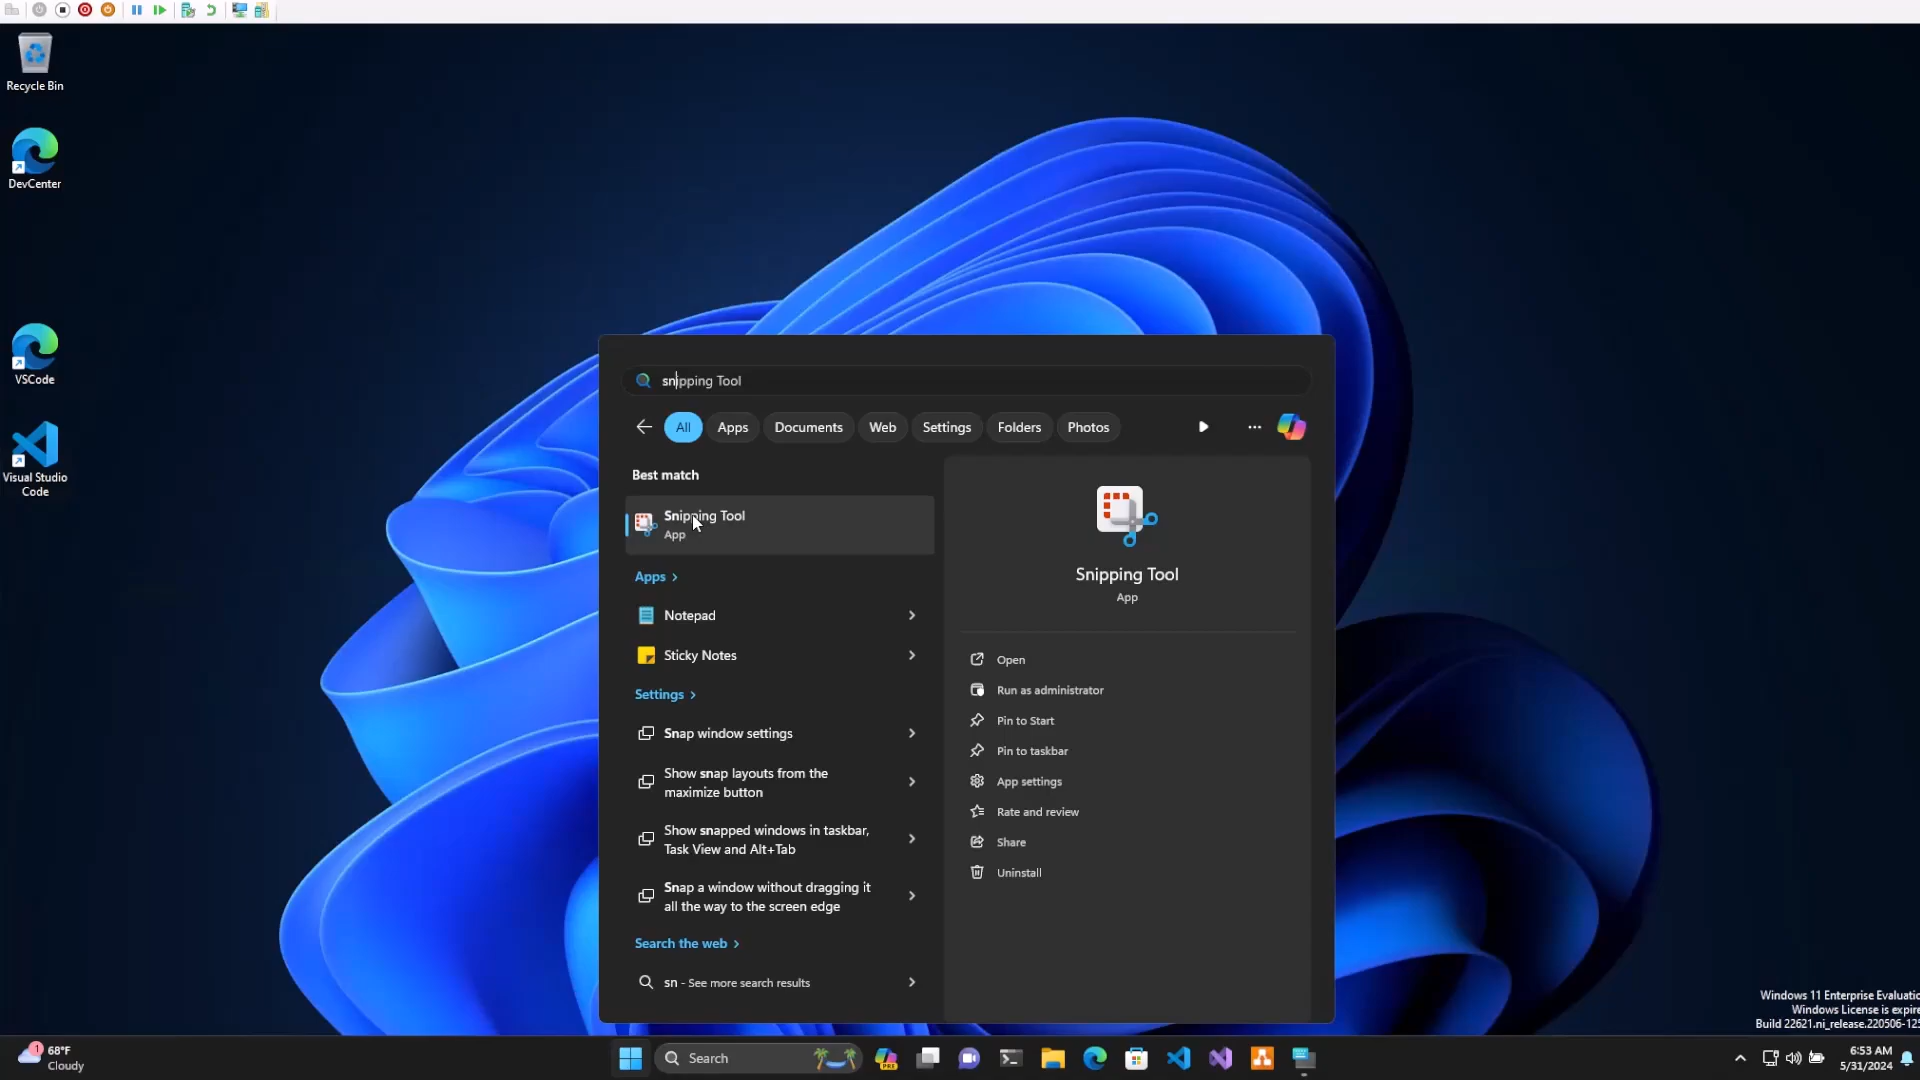 Recycle Bin
DevCenter
VSCode
Visual Studio
Code
snipping Tool
All
Apps
Documents
Web
Settings
Folders
Photos
Best match
Snipping Tool
App
Apps
Notepad
Sticky Notes
Settings
Snap window settings
Show snap layouts from the
maximize button
Show snapped windows in taskbar,
Task View and Alt+Tab
Snap a window without dragging it
all the way to the screen edge
Search the web
sn - See more search results
Snipping Tool
App
Open
Run as administrator
Pin to Start
Pin to taskbar
App settings
Rate and review
Share
Uninstall
Windows 11 Enterprise Evaluatio
Windows License is expire
Build 22621.ni_release.220506-125
1
68°F
Cloudy
Search
PRE
6:53 AM
5/31/2024